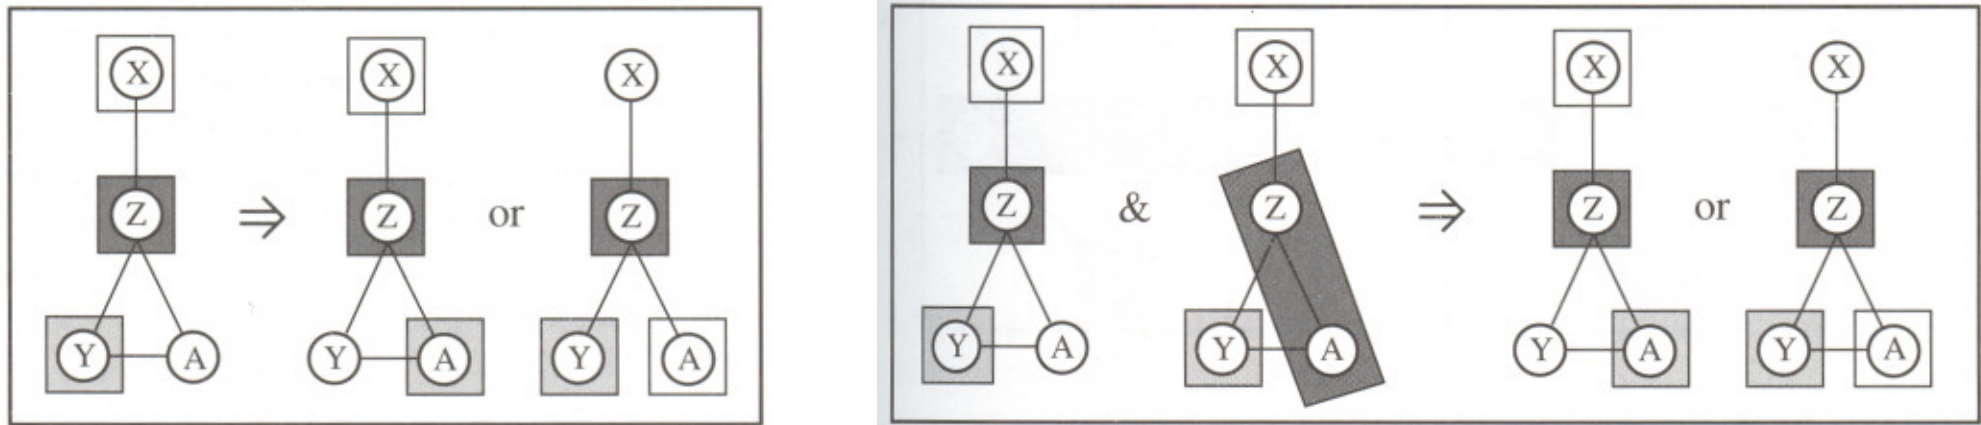 X X X
Z ⇒ Z or Z
Y A Y A Y A
X X X X
Z & Z ⇒ Z or Z
Y A Y A Y A Y A